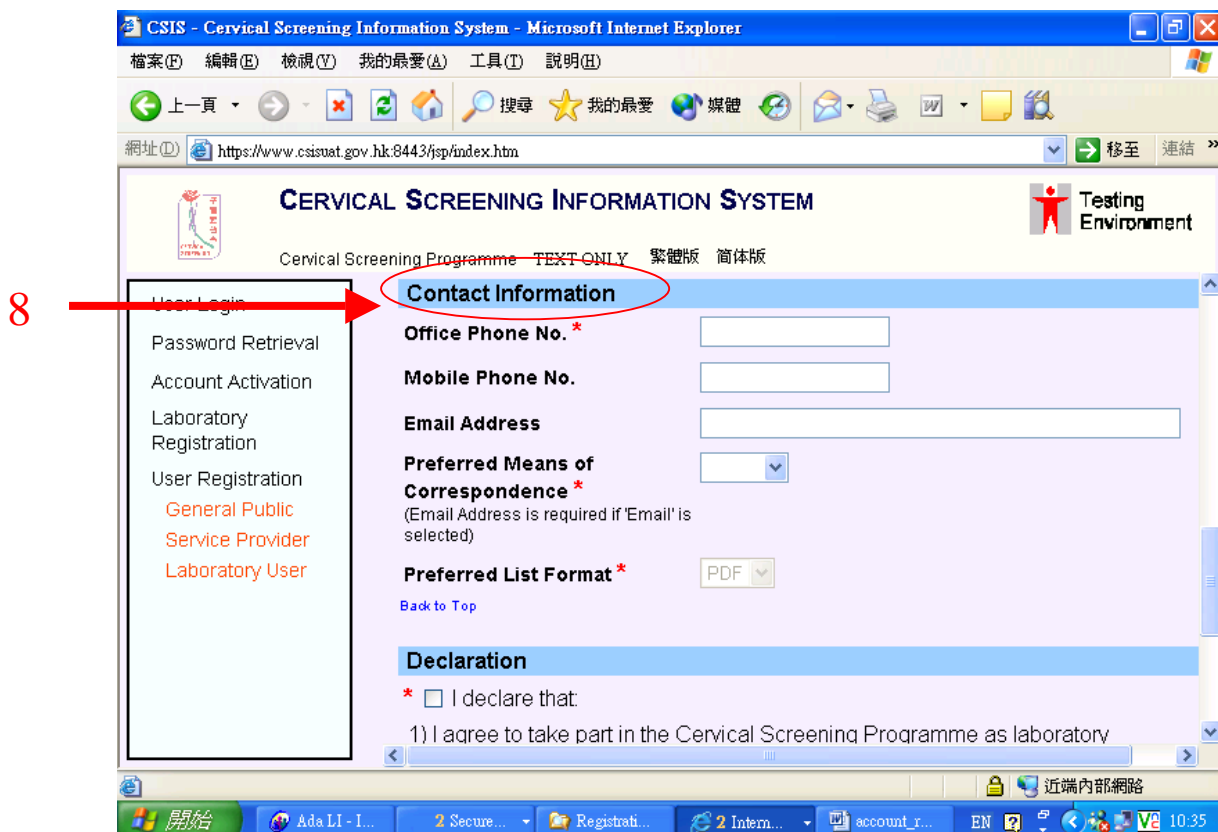 CSIS - Cervical Screening Information System - Microsoft Internet Explorer
檔案(F) 編輯(E) 檢視(V) 我的最愛(A) 工具(T) 說明(H)
上一頁 搜尋 我的最愛 媒體
網址(D) https://www.csisuat.gov.hk:8443/jsp/index.htm 移至 連結 »
CERVICAL SCREENING INFORMATION SYSTEM
Testing
Environment
Cervical Screening Programme TEXT ONLY 繁體版 简体版
8
User Login
Password Retrieval
Account Activation
Laboratory
Registration
User Registration
General Public
Service Provider
Laboratory User
Contact Information
Office Phone No. *
Mobile Phone No.
Email Address
Preferred Means of
Correspondence *
(Email Address is required if 'Email' is
selected)
Preferred List Format * PDF
Back to Top
Declaration
* I declare that:
1) I agree to take part in the Cervical Screening Programme as laboratory
近端內部網路
開始 Ada LI - I... 2 Secure... Registrati... 2 Intern... account_r... EN 10:35